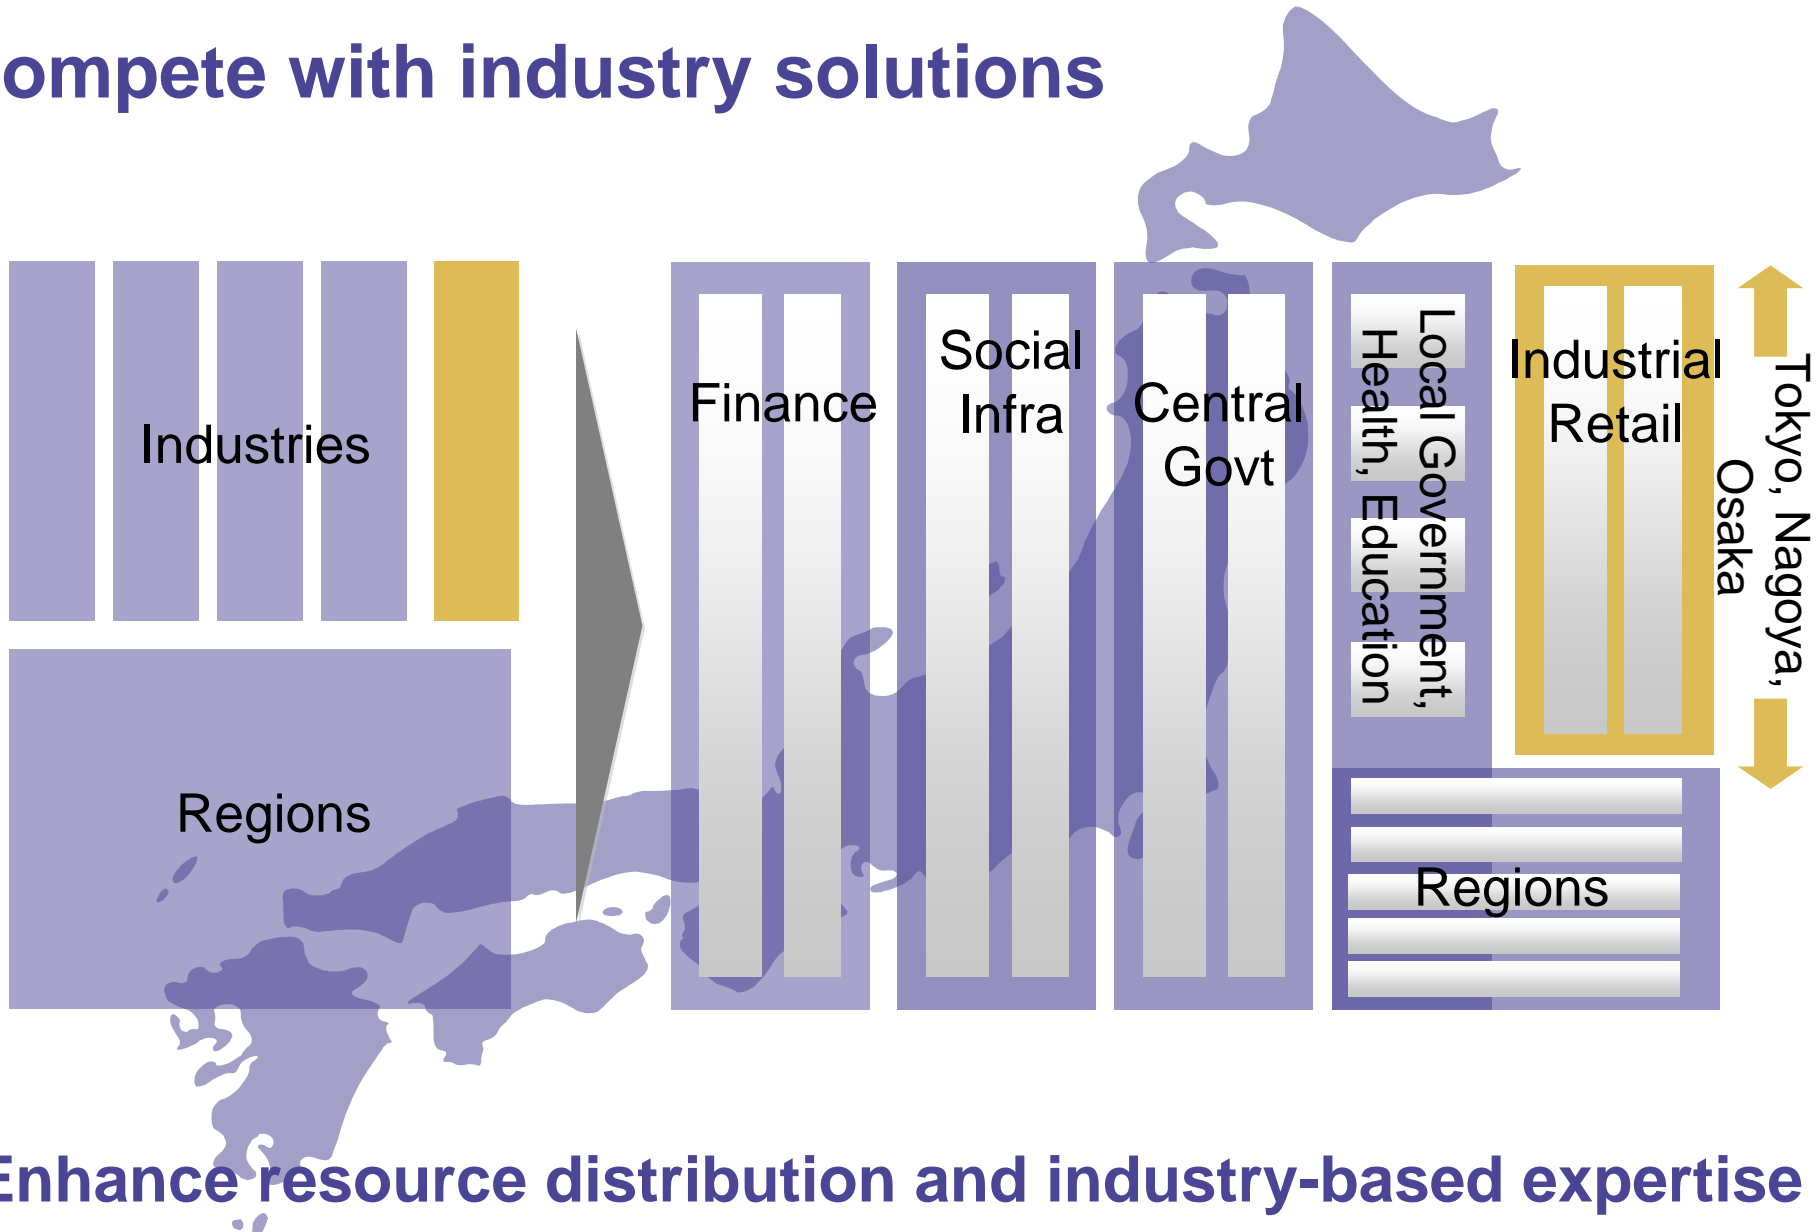 ompete with industry solutions
Industries
Regions
Finance
Social
Infra
Central
Govt
Local Government,
Health, Education
Industrial
Retail
Tokyo, Nagoya,
Osaka
Regions
Enhance resource distribution and industry-based expertise